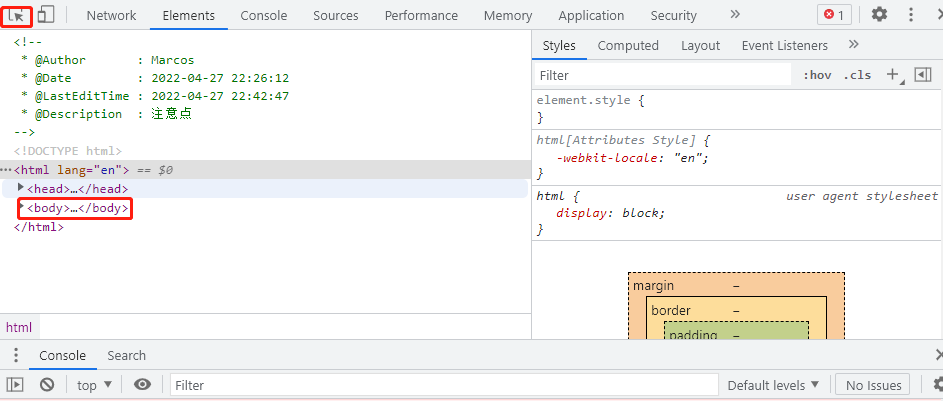 Network Elements Console Sources Performance Memory Application Security » 1
<!--
* @Author : Marcos
* @Date : 2022-04-27 22:26:12
* @LastEditTime : 2022-04-27 22:42:47
* @Description : 注意点
-->
<!DOCTYPE html>
<html lang="en"> == $0
<head>…</head>
<body>…</body>
</html>
html
Styles Computed Layout Event Listeners »
Filter :hov .cls +
element.style {
}
html[Attributes Style] {
-webkit-locale: "en";
}
html { user agent stylesheet
display: block;
}
margin –
border –
padding –
Console Search
top ▼ Filter Default levels ▼ No Issues